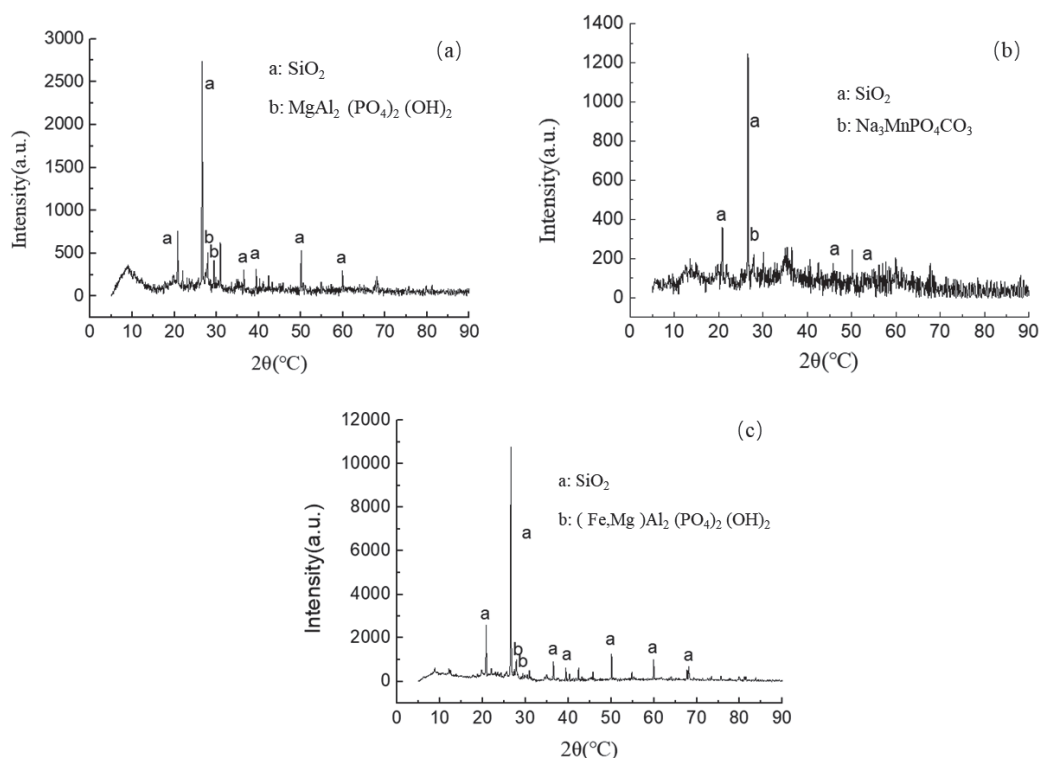 (a)
a: SiO₂
b: MgAl₂ (PO₄)₂ (OH)₂
Intensity(a.u.)
3000
2500
2000
1500
1000
500
0
a
a
b
b
a
a
a
a
0 10 20 30 40 50 60 70 80 90
2θ(℃)
(b)
a: SiO₂
b: Na₃MnPO₄CO₃
Intensity(a.u.)
1400
1200
1000
800
600
400
200
0
a
a
b
a
a
0 10 20 30 40 50 60 70 80 90
2θ(℃)
(c)
a: SiO₂
b: ( Fe,Mg )Al₂ (PO₄)₂ (OH)₂
Intensity(a.u.)
12000
10000
8000
6000
4000
2000
0
a
a
b
b
a
a
a
a
a
0 10 20 30 40 50 60 70 80 90
2θ(℃)